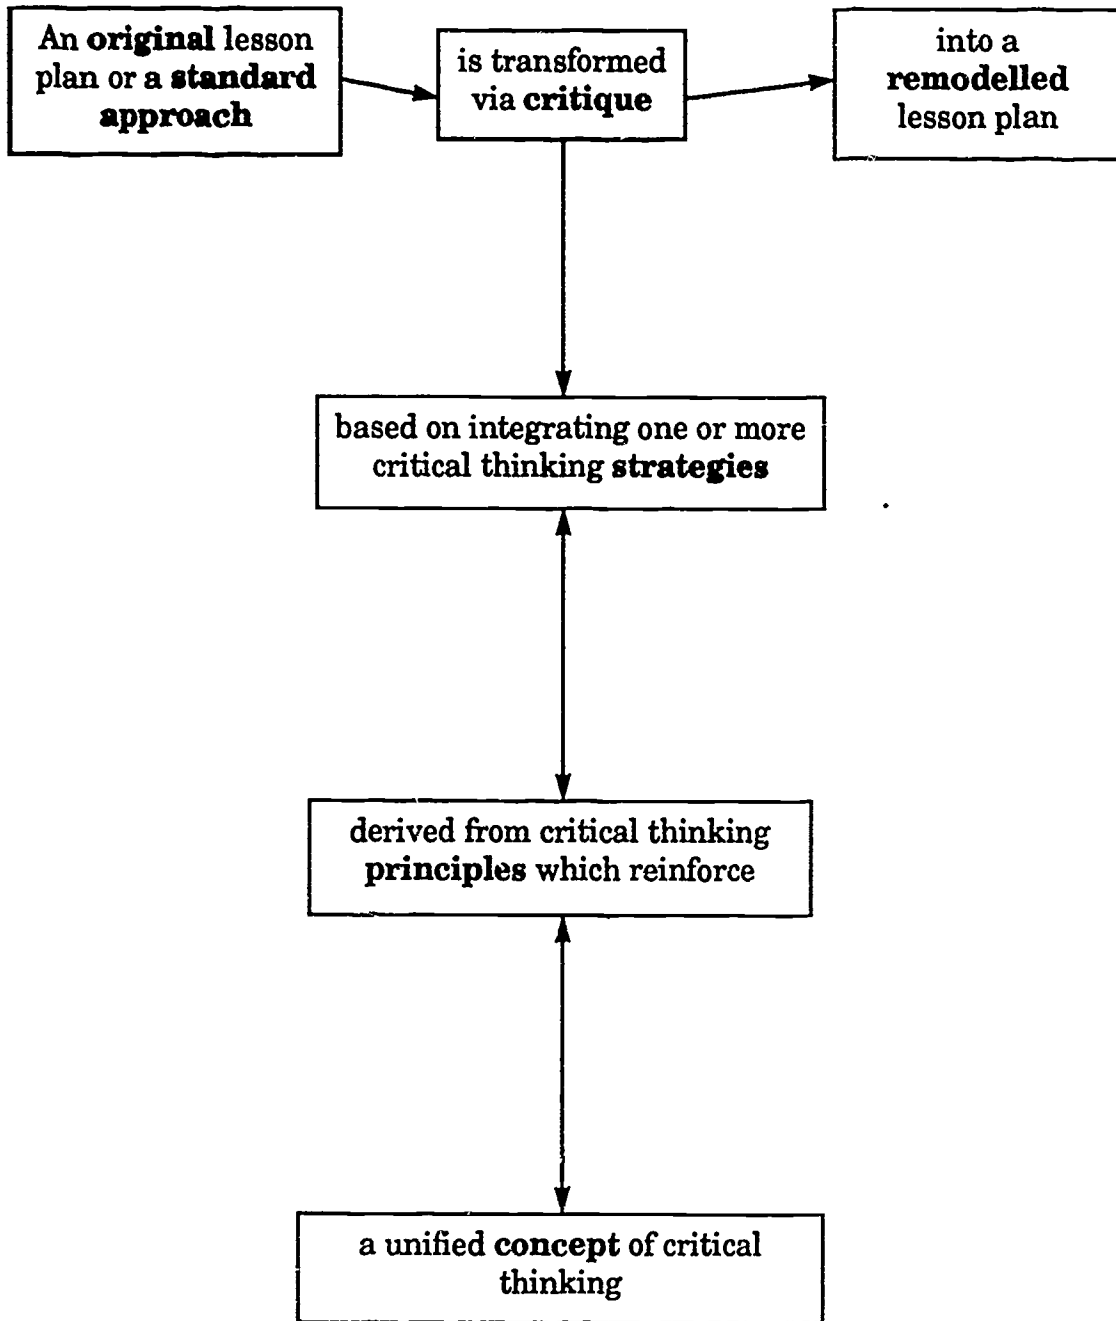 An original lesson
plan or a standard
approach
is transformed
via critique
into a
remodelled
lesson plan
based on integrating one or more
critical thinking strategies
derived from critical thinking
principles which reinforce
a unified concept of critical
thinking